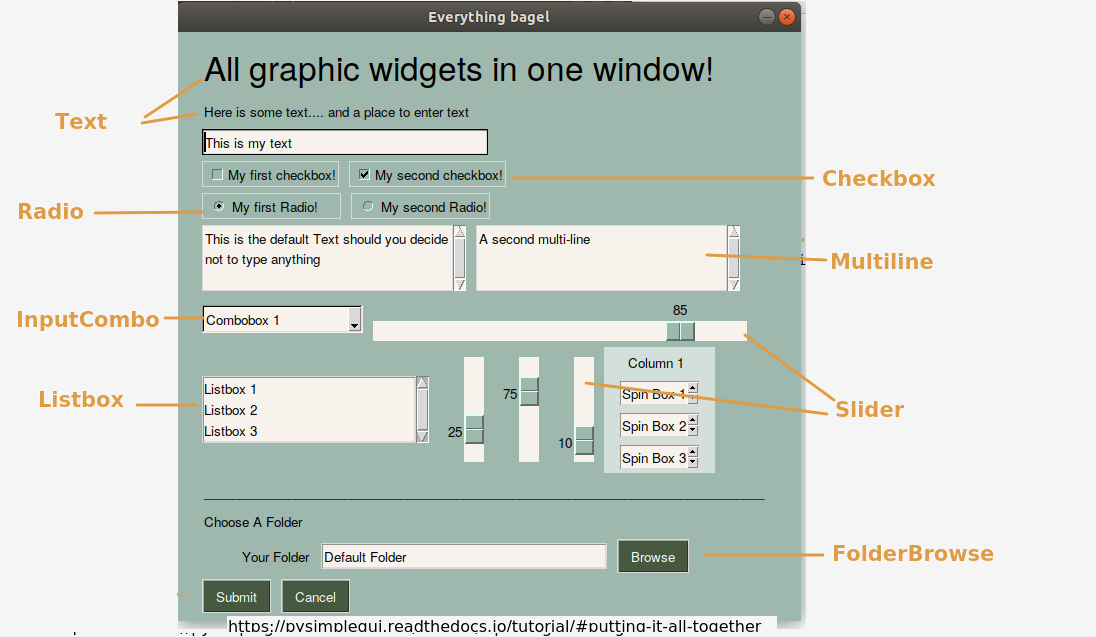 Everything bagel
All graphic widgets in one window!
Text
Here is some text.... and a place to enter text
This is my text
My first checkbox! My second checkbox!
Checkbox
Radio
My first Radio! My second Radio!
This is the default Text should you decide
not to type anything
A second multi-line
Multiline
InputCombo
Combobox 1
85
Slider
Listbox
Listbox 1
Listbox 2
Listbox 3
25
75
10
Column 1
Spin Box 1
Spin Box 2
Spin Box 3
Choose A Folder
Your Folder Default Folder Browse
FolderBrowse
Submit Cancel
https://pysimplegui.readthedocs.io/tutorial/#putting-it-all-together